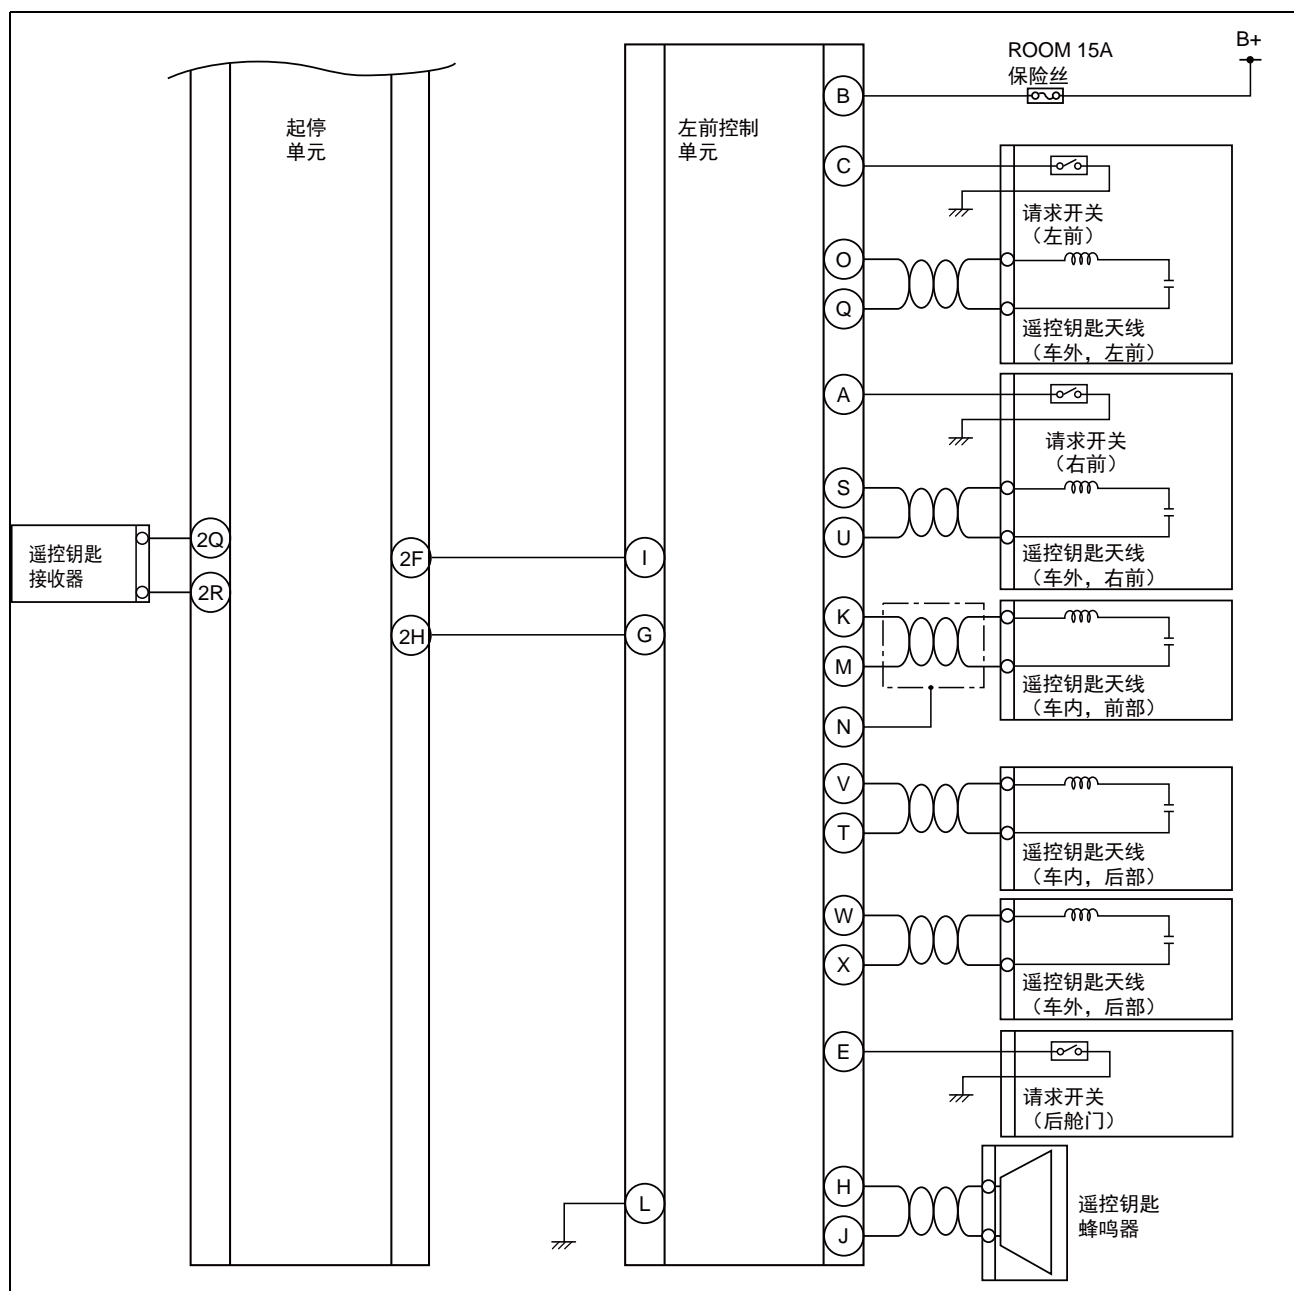 ROOM 15A
保险丝
B+
起停
单元
左前控制
单元
B
C
请求开关
（左前）
O
Q
遥控钥匙天线
（车外，左前）
A
请求开关
（右前）
S
U
遥控钥匙天线
（车外，右前）
遥控钥匙
接收器
2Q
2R
2F
2H
I
G
K
M
N
遥控钥匙天线
（车内，前部）
V
T
遥控钥匙天线
（车内，后部）
W
X
遥控钥匙天线
（车外，后部）
E
请求开关
（后舱门）
L
H
J
遥控钥匙
蜂鸣器